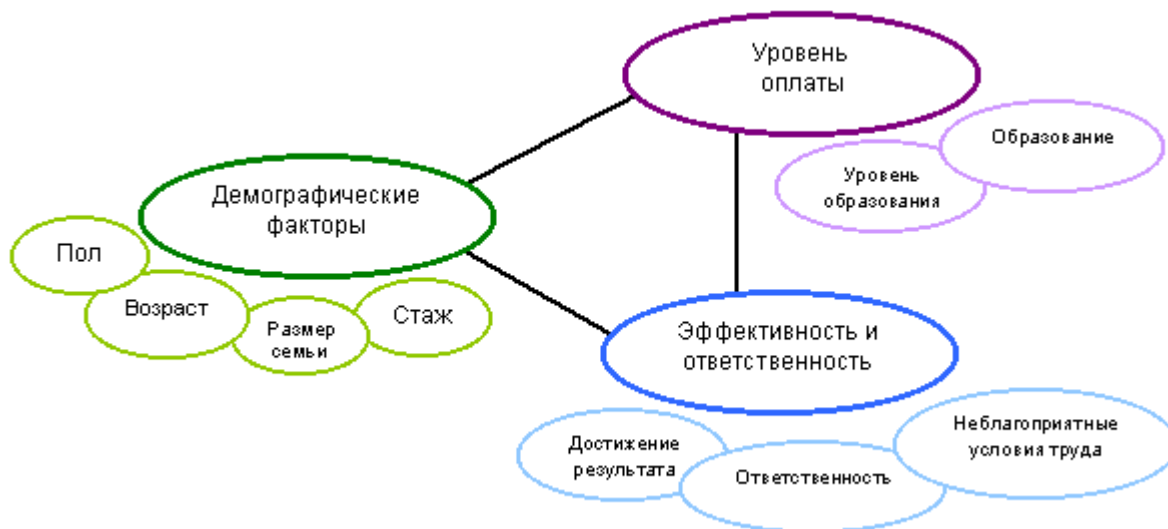 Уровень
оплаты
Образование
Уровень
образования
Демографические
факторы
Пол
Возраст
Размер
семьи
Стаж
Эффективность и
ответственность
Достижение
результата
Ответственность
Неблагоприятные
условия труда